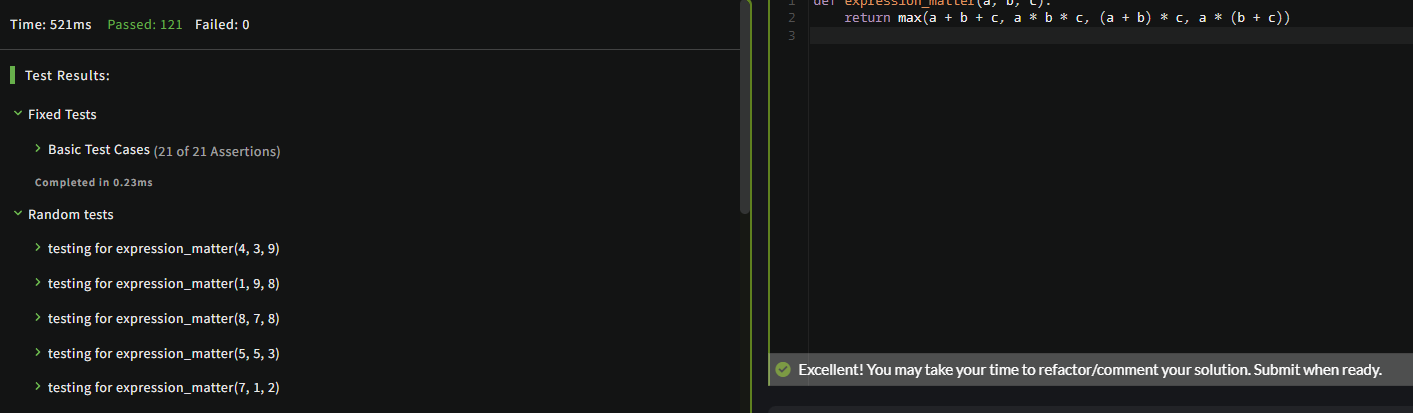 Time: 521ms Passed: 121 Failed: 0
Test Results:
Fixed Tests
Basic Test Cases (21 of 21 Assertions)
Completed in 0.23ms
Random tests
testing for expression_matter(4, 3, 9)
testing for expression_matter(1, 9, 8)
testing for expression_matter(8, 7, 8)
testing for expression_matter(5, 5, 3)
testing for expression_matter(7, 1, 2)
1 def expression_matter(a, b, c):
2 return max(a + b + c, a * b * c, (a + b) * c, a * (b + c))
3
Excellent! You may take your time to refactor/comment your solution. Submit when ready.